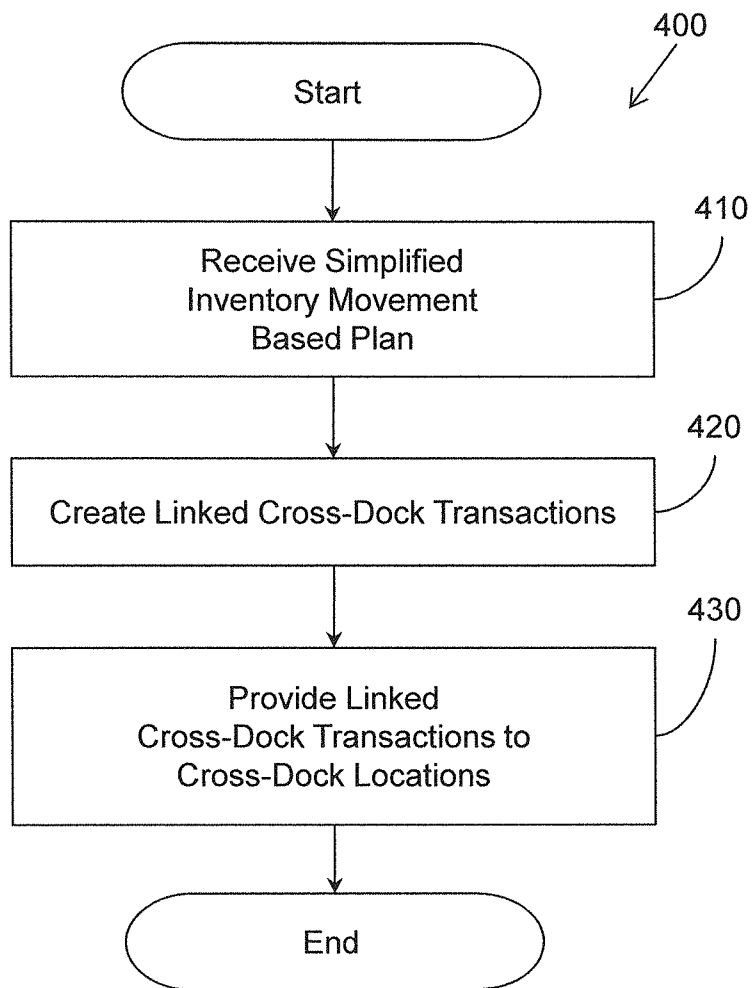 400
Start
410
Receive Simplified
Inventory Movement
Based Plan
420
Create Linked Cross-Dock Transactions
430
Provide Linked
Cross-Dock Transactions to
Cross-Dock Locations
End